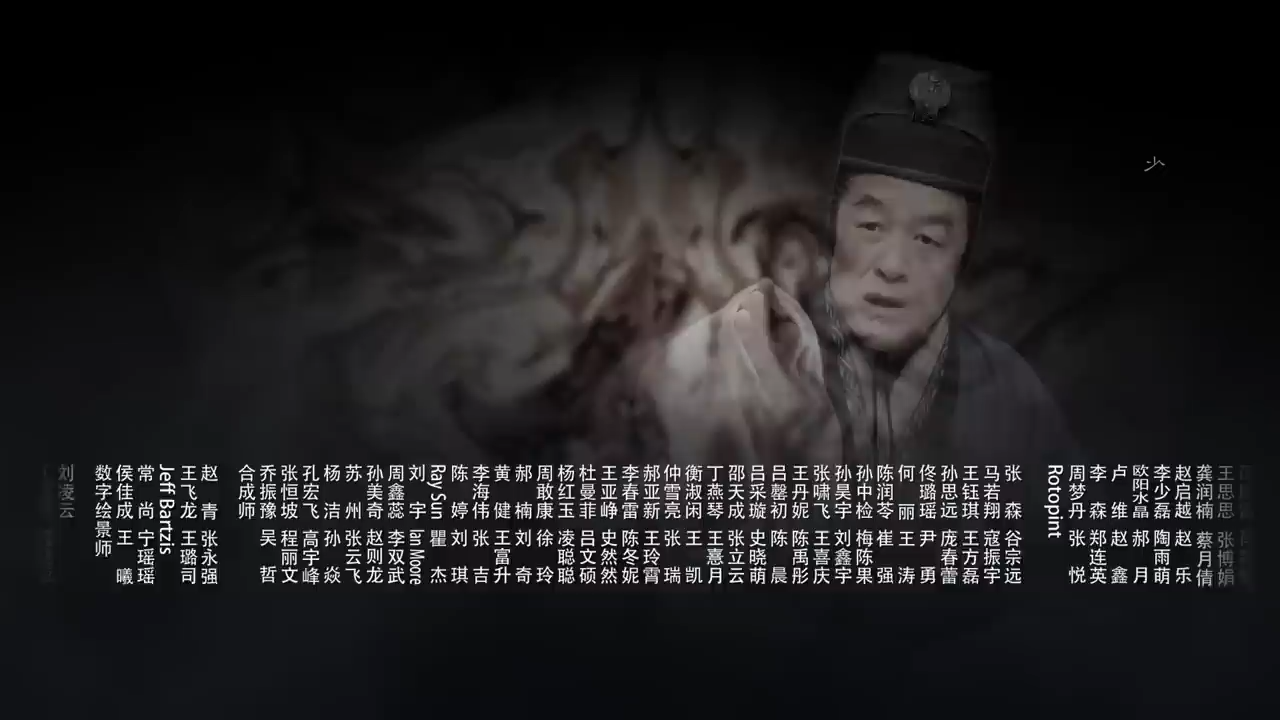 少
刘凌云
数字绘景师
侯佳成 王曦
常尚 宁瑶瑶
Jeff Bartzis
王飞龙 王璐司
赵青 张永强
合成师
乔振豫 吴哲
张恒坡 程丽文
孔宏飞 高宇峰
杨洁 孙焱
苏州 张云飞
孙美奇 赵则龙
周鑫蕊 李双武
刘宇 Ian More
Ray Sun 瞿杰
陈婷 刘琪
李海伟 张吉
黄健 王富升
郝楠 刘奇
周敢康 徐玲
杨红玉 凌聪聪
杜曼菲 吕文硕
王亚峥 史然然
李春雷 陈冬妮
郝亚新 王玲霄
仲雪亮 张瑞
衡淑闲 王凯
丁燕琴 王憙月
邵天成 张立云
吕采璇 史晓萌
吕馨初 陈晨
王丹妮 陈禹彤
张啸飞 王喜庆
孙昊宇 刘鑫宇
孙中检 梅陈果
陈润苓 崔强
何丽 王涛
佟璐瑶 尹勇
孙思远 庞春蕾
王钰琪 王方磊
马若翔 寇振宇
张森 谷宗远
Rotopint
周梦丹 张悦
李森 郑连英
卢维 赵鑫
欧阳水晶 郝月
李少磊 陶雨萌
赵启越 赵乐
龚润楠 蔡月倩
王思思 张博娟